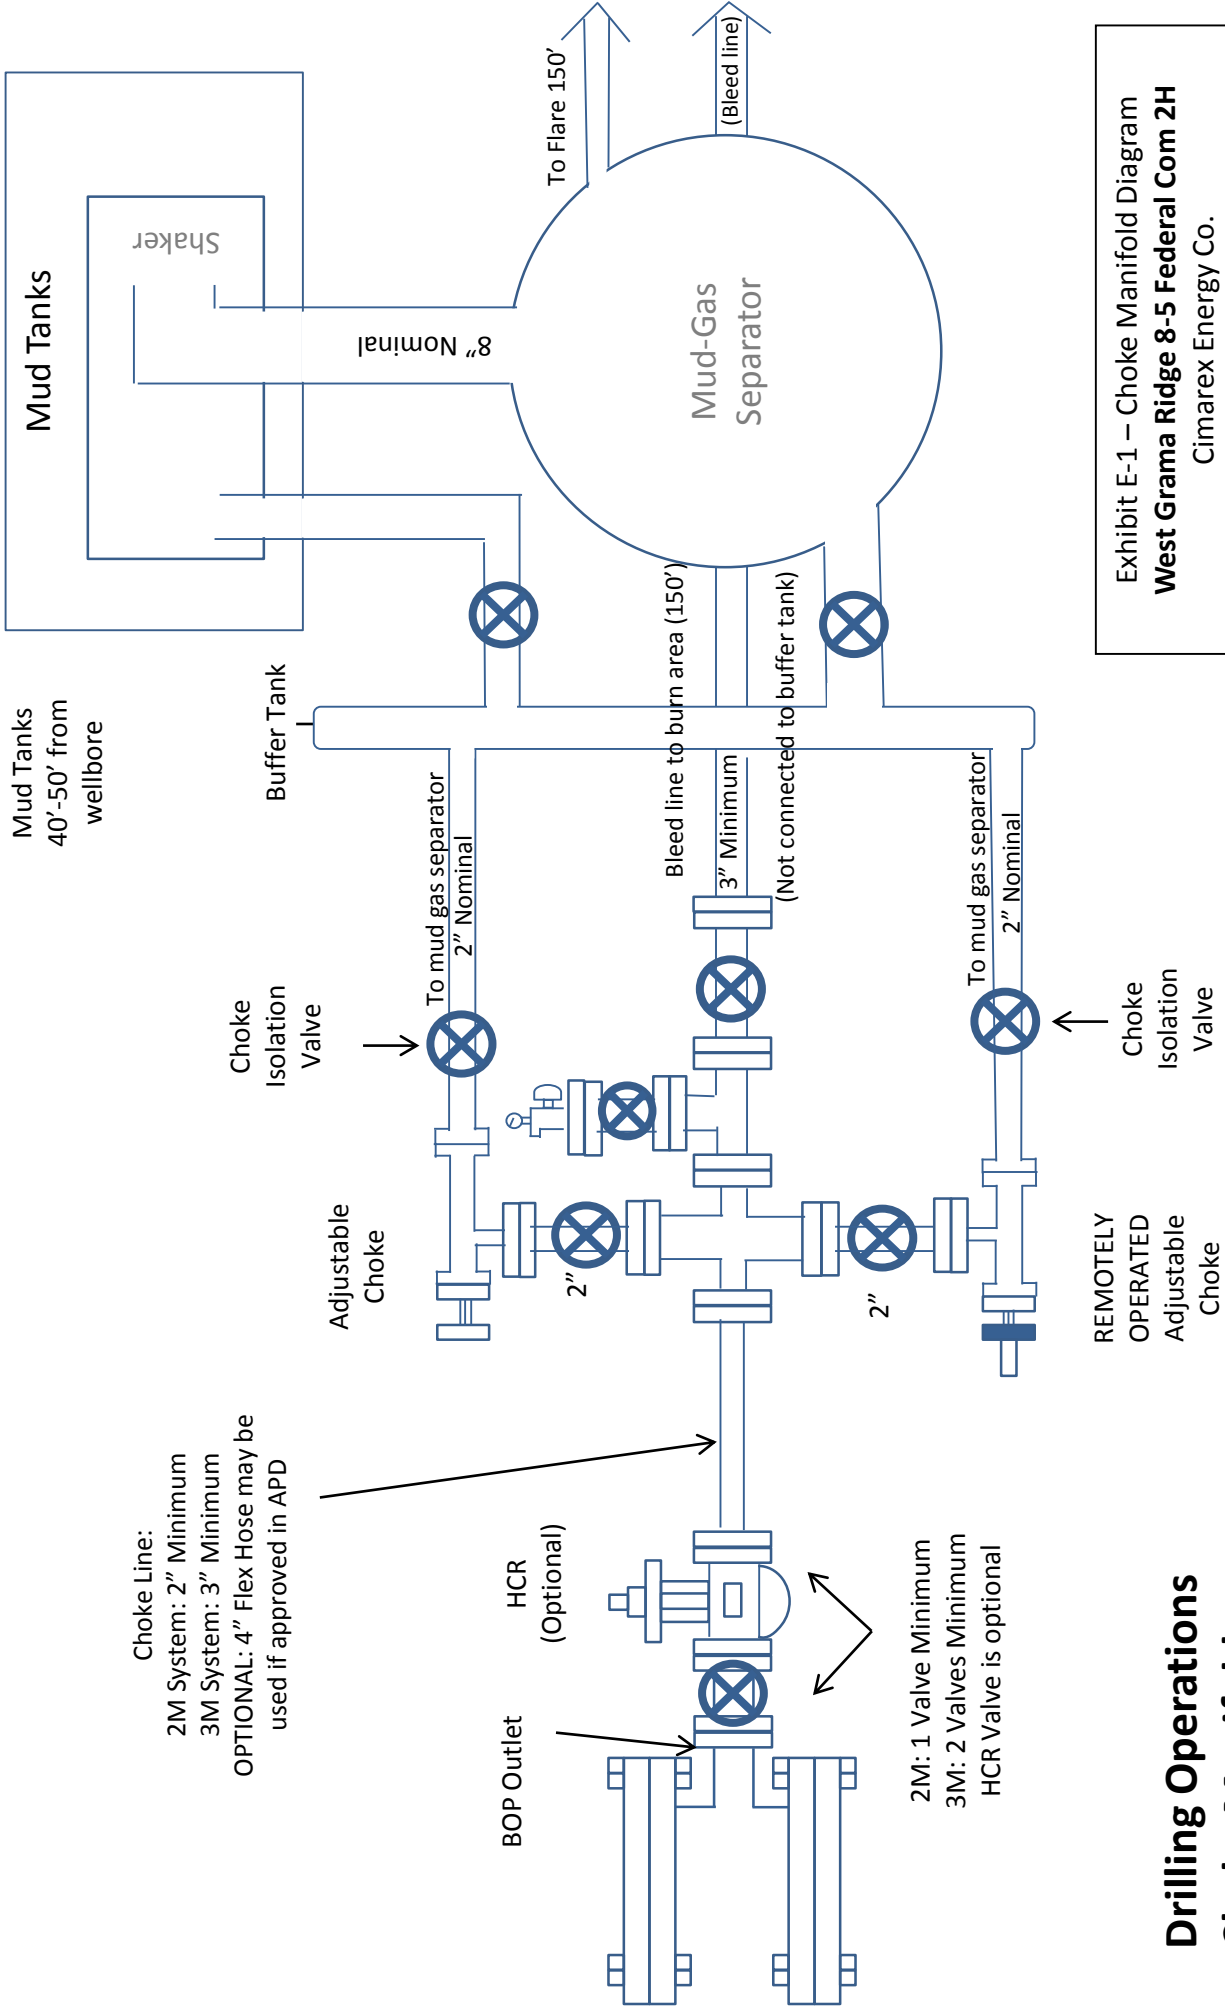 Mud Tanks
40’-50’ from
wellbore
Mud Tanks
Shaker
8” Nominal
Buffer Tank
To Flare 150’
(Bleed line)
Mud-Gas
Separator
Choke
Isolation
Valve
To mud gas separator
2” Nominal
Bleed line to burn area (150’)
3” Minimum
(Not connected to buffer tank)
To mud gas separator
2” Nominal
Choke
Isolation
Valve
Adjustable
Choke
2”
2”
REMOTELY
OPERATED
Adjustable
Choke
Choke Line:
2M System: 2” Minimum
3M System: 3” Minimum
OPTIONAL: 4” Flex Hose may be
used if approved in APD
HCR
(Optional)
BOP Outlet
2M: 1 Valve Minimum
3M: 2 Valves Minimum
HCR Valve is optional
Drilling Operations
Exhibit E-1 – Choke Manifold Diagram
West Grama Ridge 8-5 Federal Com 2H
Cimarex Energy Co.